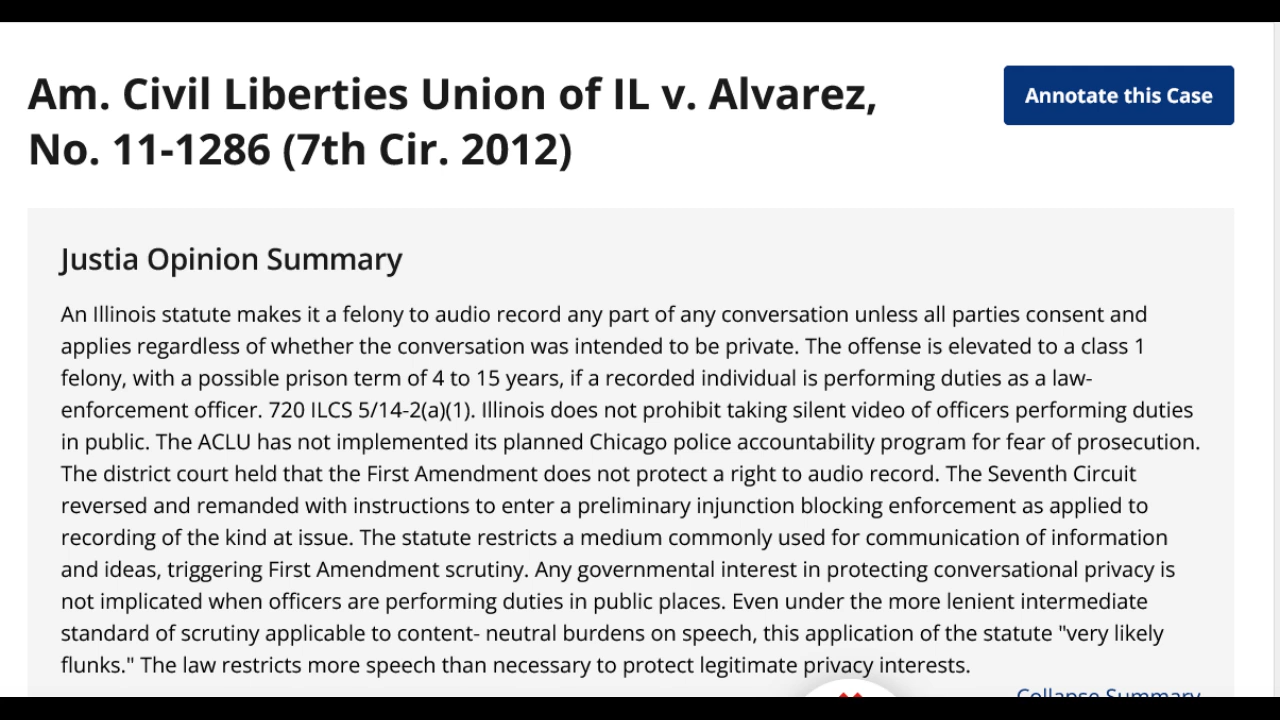 Am. Civil Liberties Union of IL v. Alvarez,
No. 11-1286 (7th Cir. 2012)
Annotate this Case
Justia Opinion Summary
An Illinois statute makes it a felony to audio record any part of any conversation unless all parties consent and
applies regardless of whether the conversation was intended to be private. The offense is elevated to a class 1
felony, with a possible prison term of 4 to 15 years, if a recorded individual is performing duties as a law-
enforcement officer. 720 ILCS 5/14-2(a)(1). Illinois does not prohibit taking silent video of officers performing duties
in public. The ACLU has not implemented its planned Chicago police accountability program for fear of prosecution.
The district court held that the First Amendment does not protect a right to audio record. The Seventh Circuit
reversed and remanded with instructions to enter a preliminary injunction blocking enforcement as applied to
recording of the kind at issue. The statute restricts a medium commonly used for communication of information
and ideas, triggering First Amendment scrutiny. Any governmental interest in protecting conversational privacy is
not implicated when officers are performing duties in public places. Even under the more lenient intermediate
standard of scrutiny applicable to content- neutral burdens on speech, this application of the statute "very likely
flunks." The law restricts more speech than necessary to protect legitimate privacy interests.
Collapse Summary